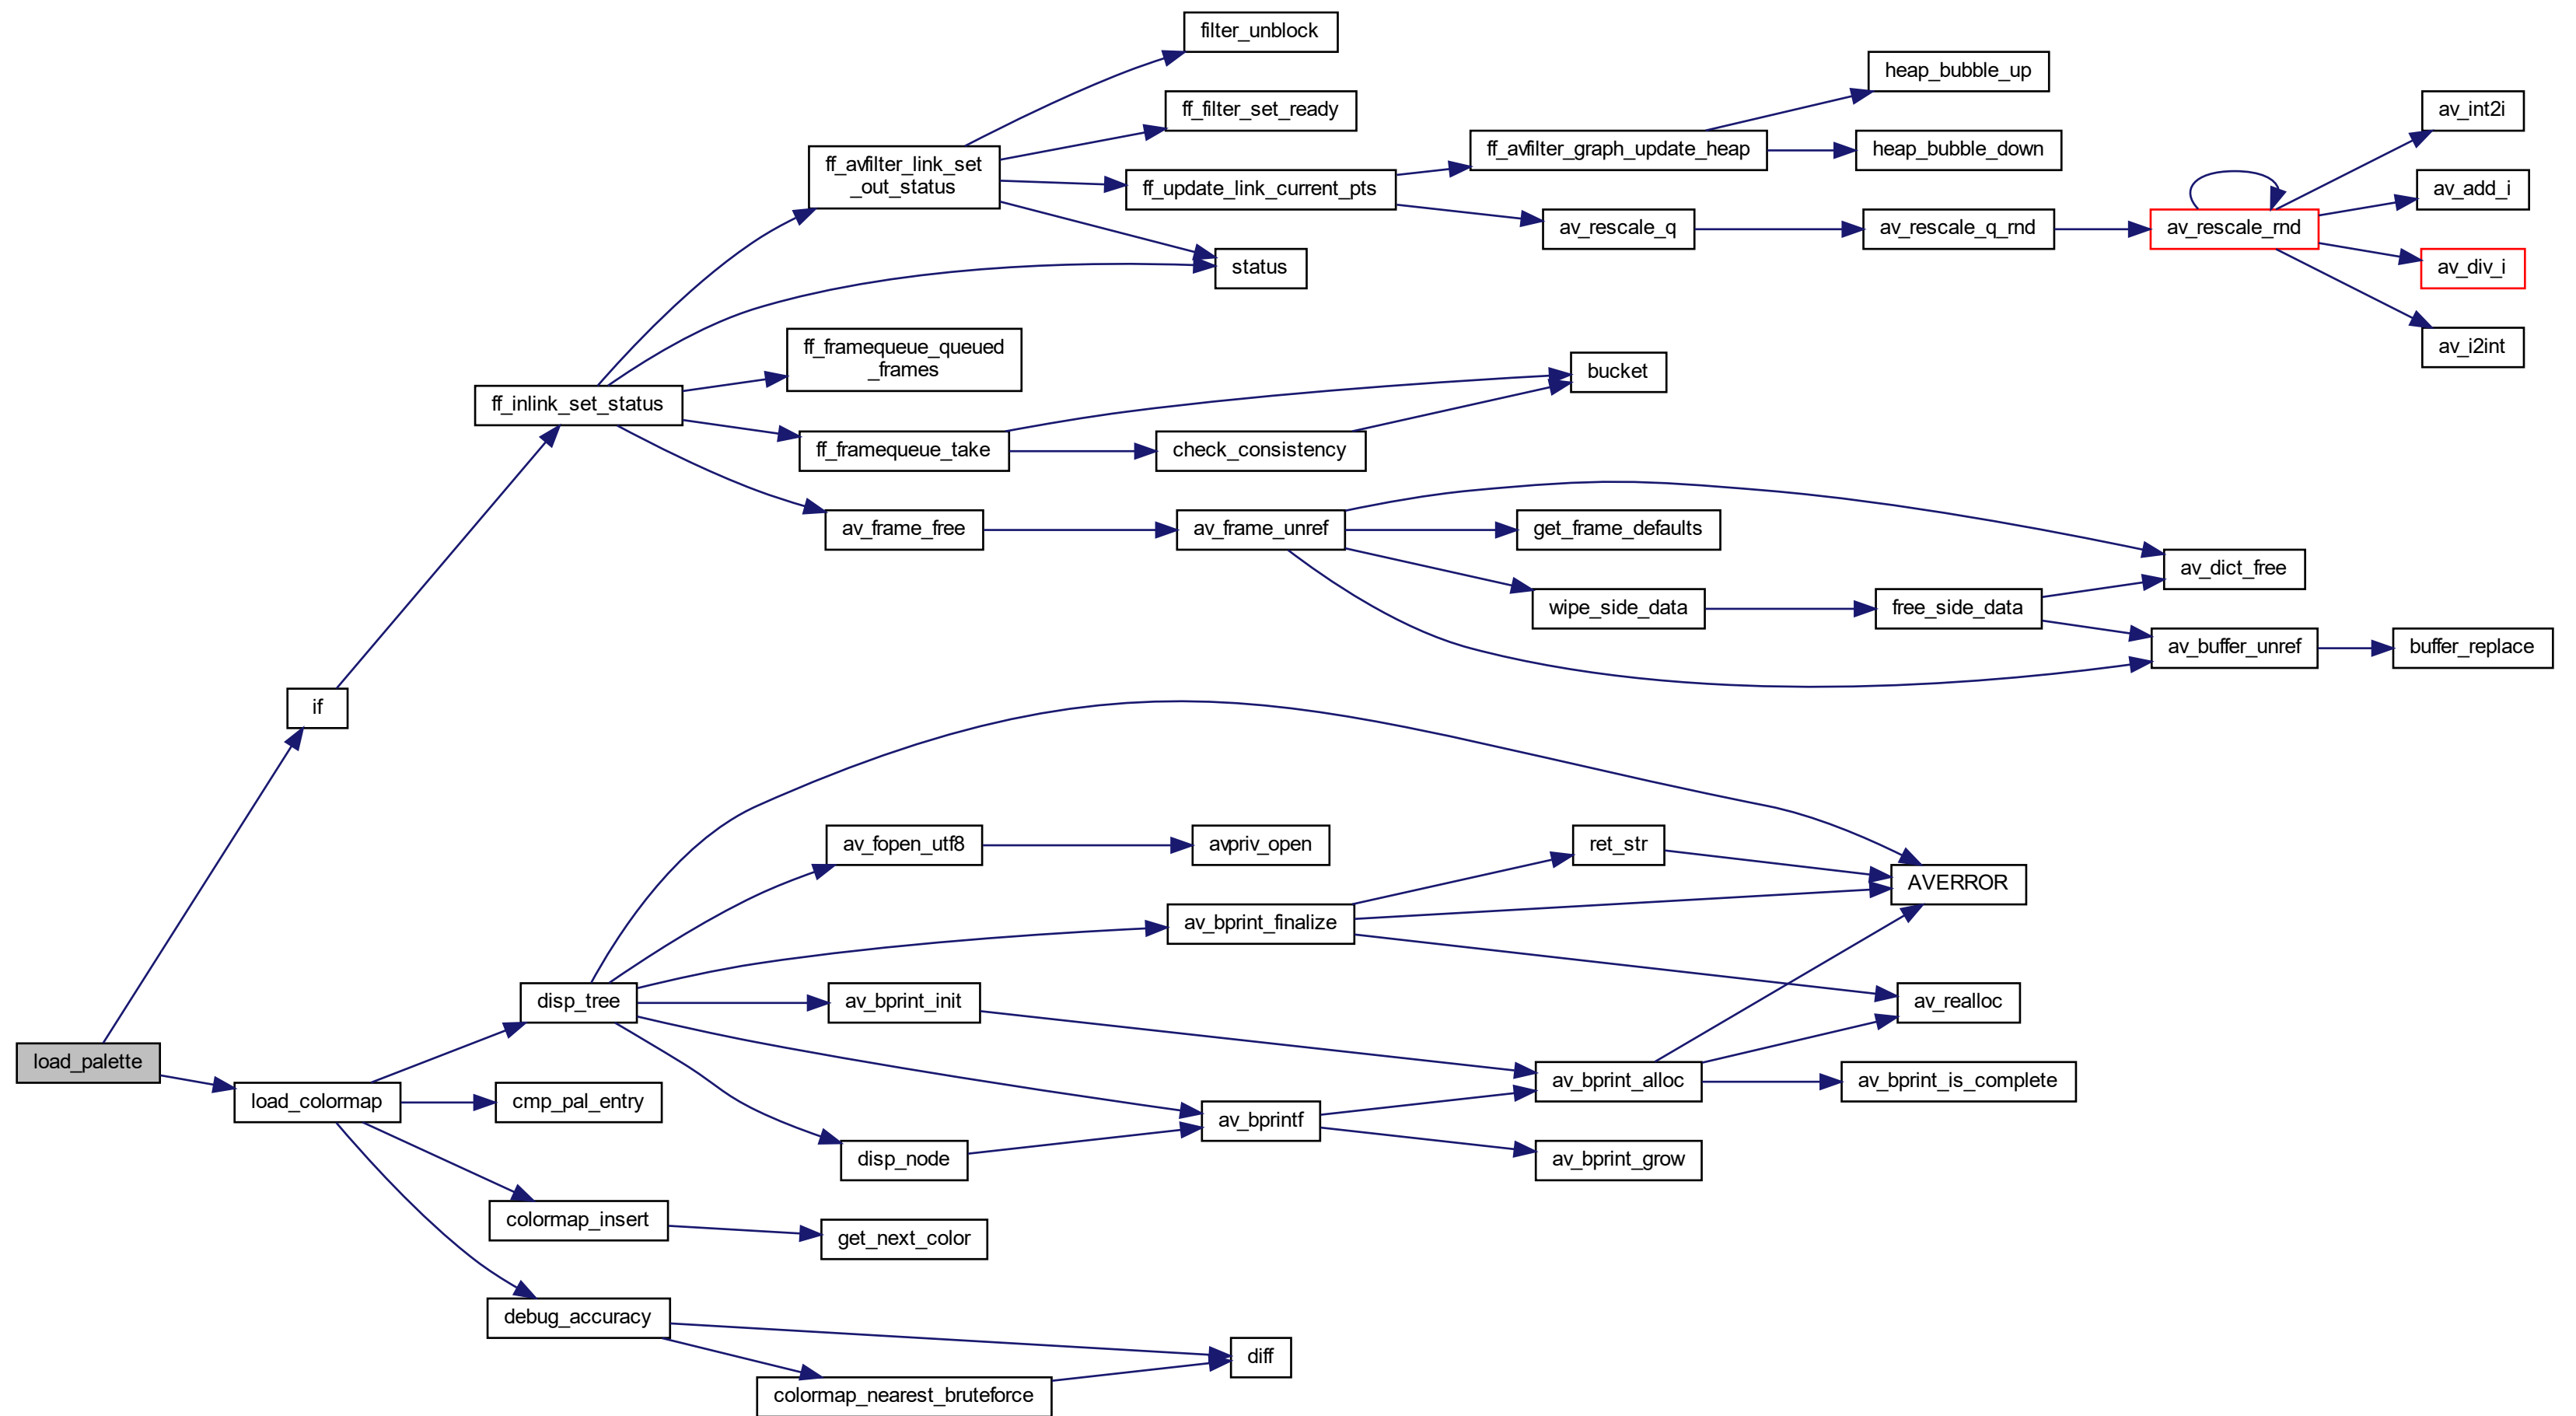 filter_unblock
heap_bubble_up
ff_filter_set_ready
av_int2i
ff_avfilter_link_set
_out_status
ff_avfilter_graph_update_heap
heap_bubble_down
ff_update_link_current_pts
av_add_i
av_rescale_q
av_rescale_q_rnd
av_rescale_rnd
status
av_div_i
ff_framequeue_queued
_frames
av_i2int
bucket
ff_inlink_set_status
ff_framequeue_take
check_consistency
av_frame_free
av_frame_unref
get_frame_defaults
av_dict_free
wipe_side_data
free_side_data
av_buffer_unref
buffer_replace
if
av_fopen_utf8
avpriv_open
ret_str
AVERROR
av_bprint_finalize
disp_tree
av_bprint_init
av_realloc
load_palette
load_colormap
cmp_pal_entry
av_bprint_alloc
av_bprint_is_complete
av_bprintf
disp_node
av_bprint_grow
colormap_insert
get_next_color
debug_accuracy
diff
colormap_nearest_bruteforce